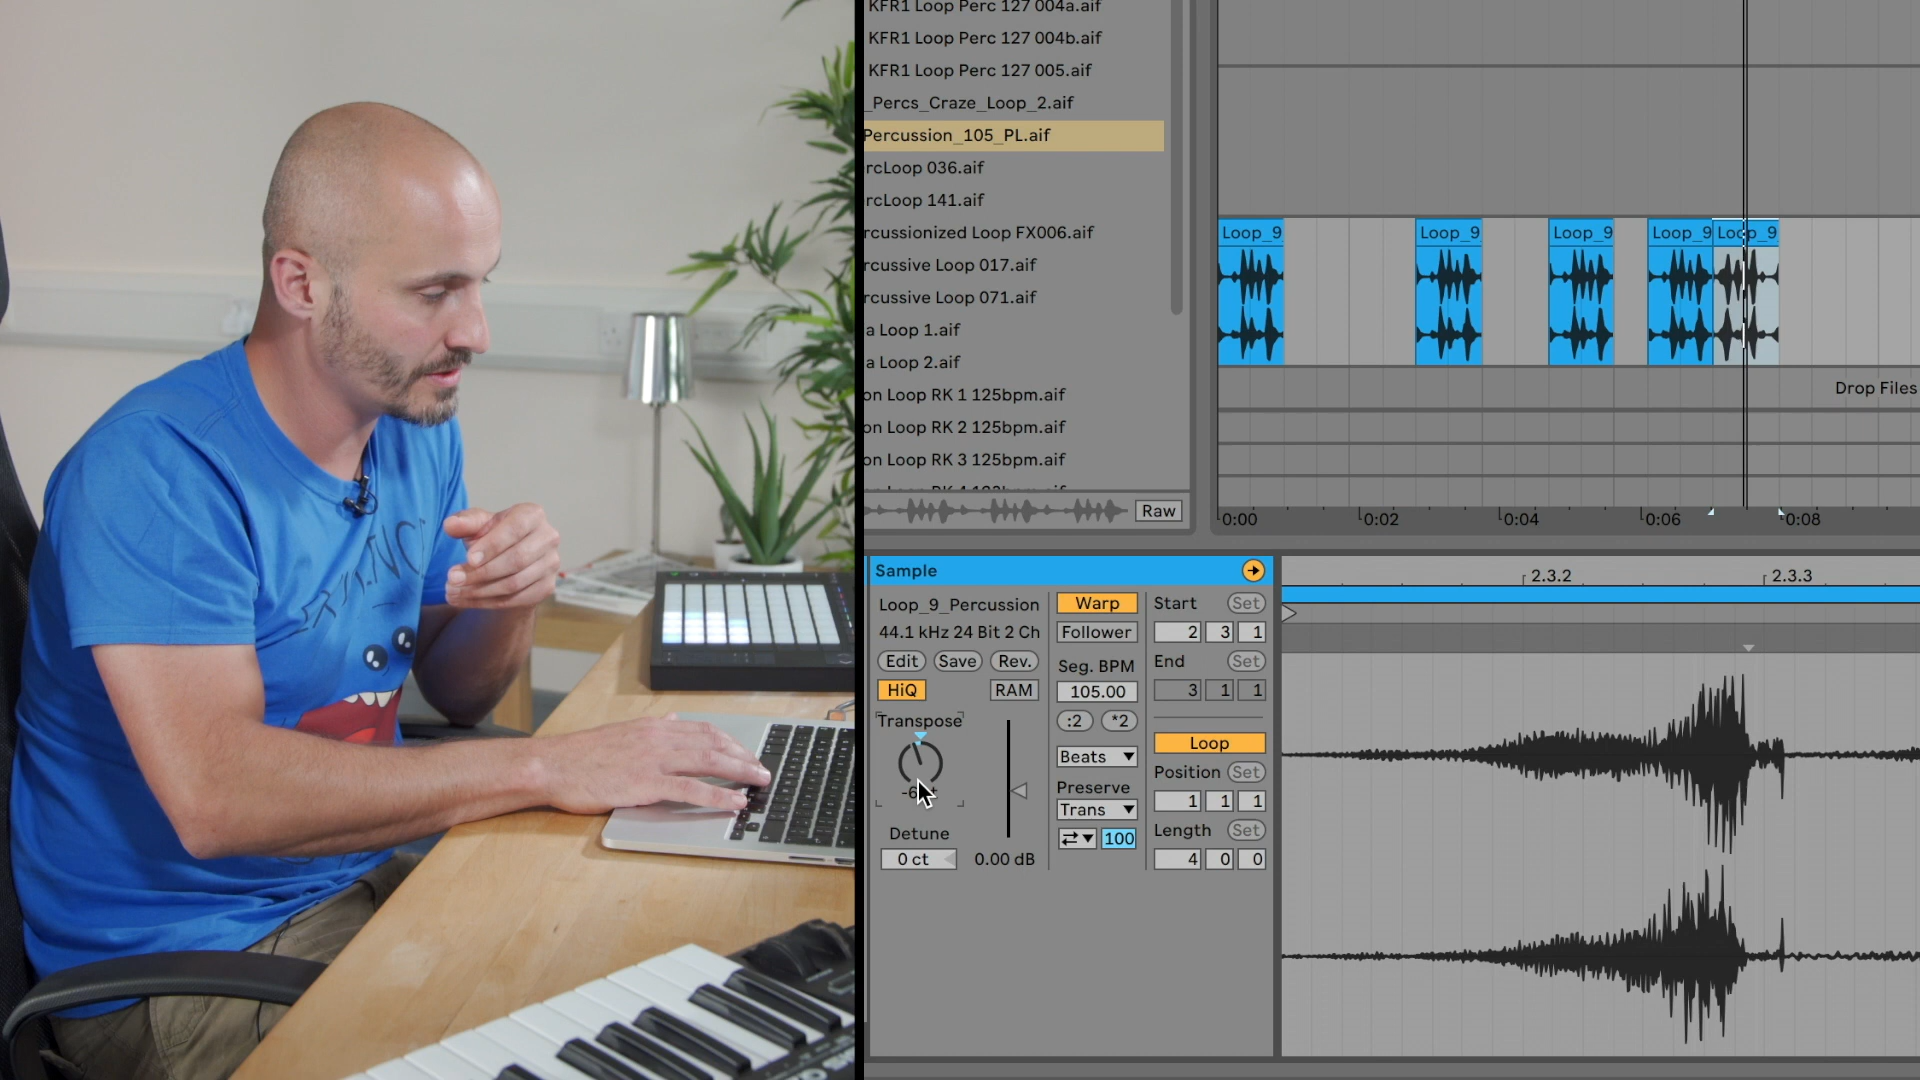 KFR1 Loop Perc 127 004a.aif
KFR1 Loop Perc 127 004b.aif
KFR1 Loop Perc 127 005.aif
_Percs_Craze_Loop_2.aif
Percussion_105_PL.aif
rcLoop 036.aif
rcLoop 141.aif
rcussionized Loop FX006.aif
rcussive Loop 017.aif
rcussive Loop 071.aif
a Loop 1.aif
a Loop 2.aif
on Loop RK 1 125bpm.aif
on Loop RK 2 125bpm.aif
on Loop RK 3 125bpm.aif
Raw
Loop_9 Loop_9 Loop_9 Loop_9 Loop_9
Drop Files
0:00 0:02 0:04 0:06 0:08
Sample
Loop_9_Percussion
44.1 kHz 24 Bit 2 Ch
Edit Save Rev.
HiQ RAM
Transpose
Detune
0 ct 0.00 dB
Warp
Follower
Seg. BPM
105.00
:2 *2
Beats
Preserve
Trans
100
Start Set
2 3 1
End Set
3 1 1
Loop
Position Set
1 1 1
Length Set
4 0 0
2.3.2 2.3.3